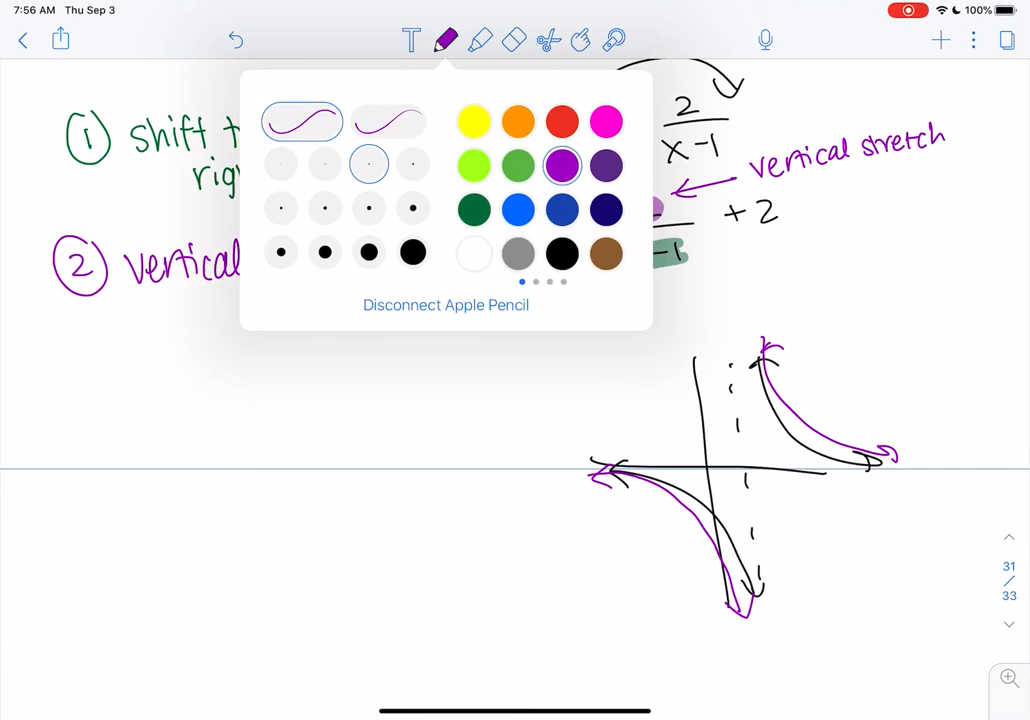 7:56 AM Thu Sep 3 100%
T
① shift
2
x-1
vertical stretch
+2
-1
② vertical
Disconnect Apple Pencil
31
/
33